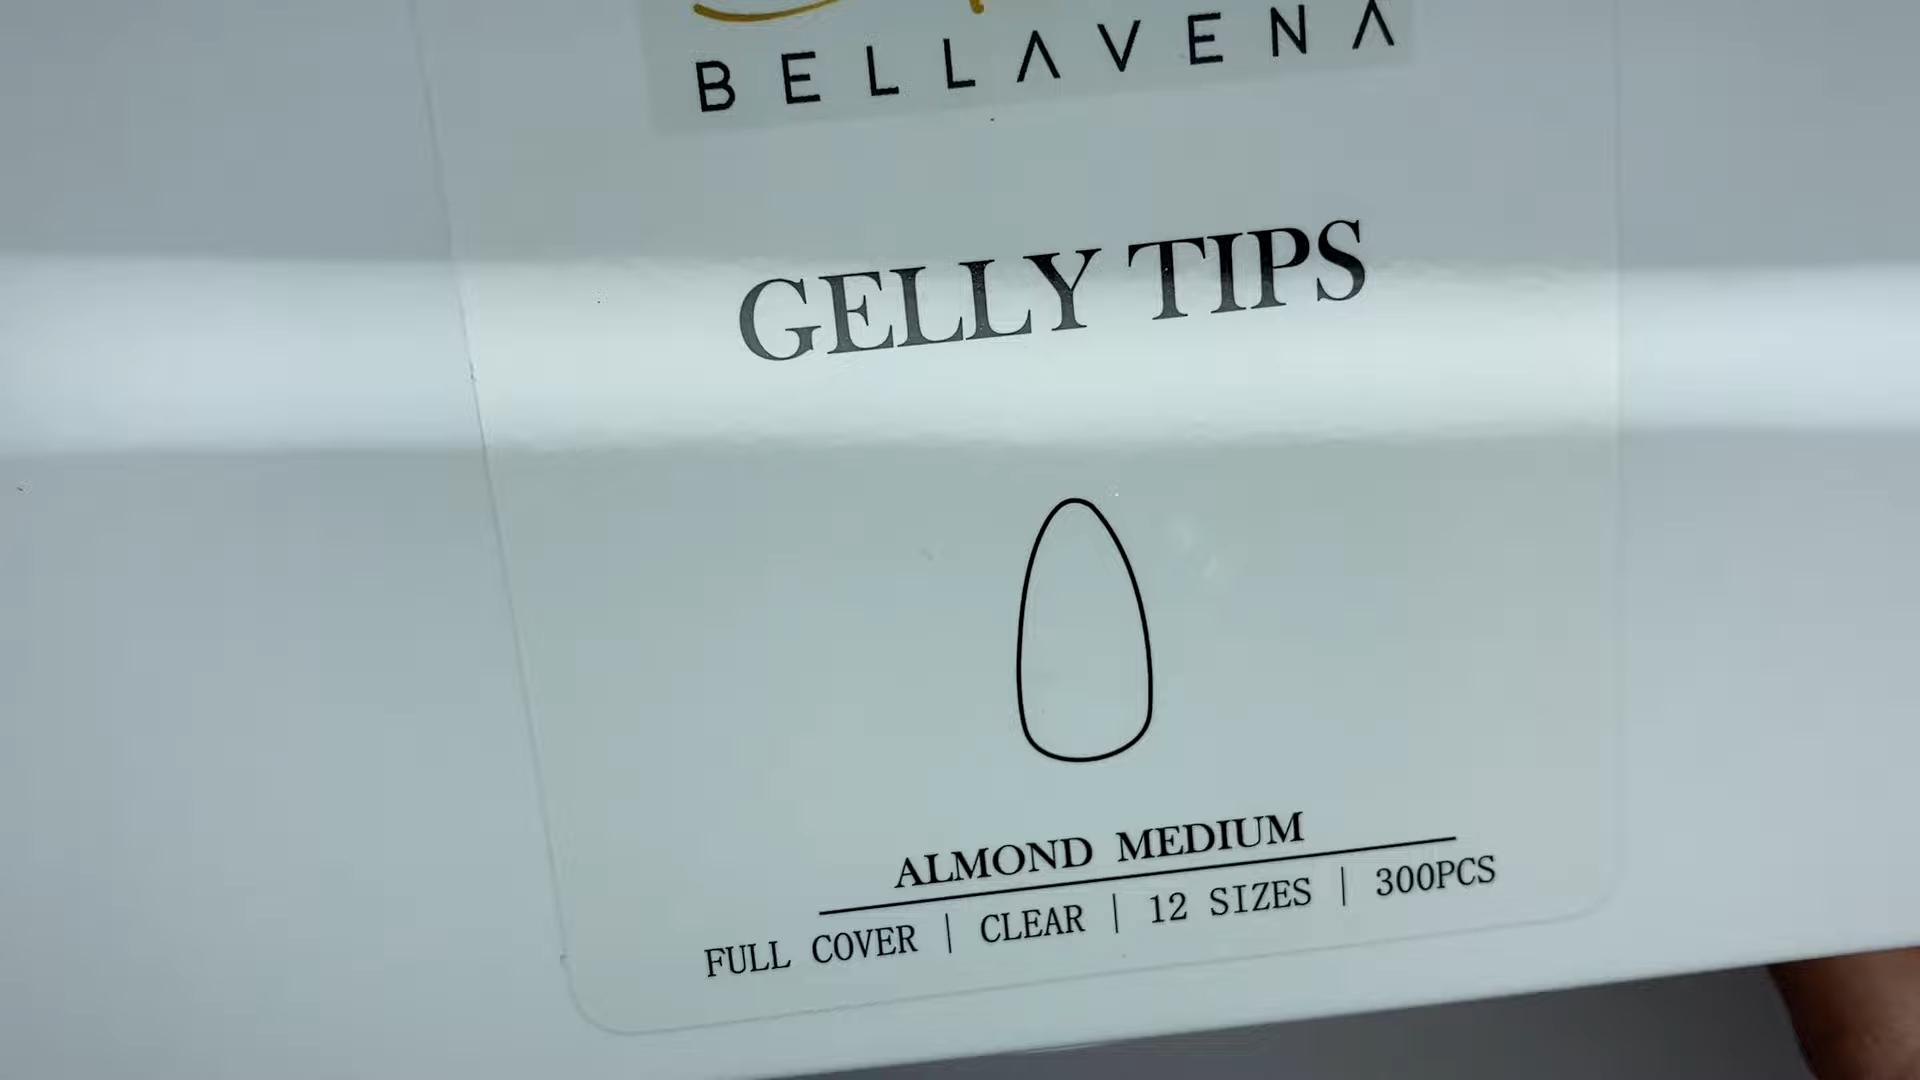 BELLAVENA
GELLY TIPS
ALMOND MEDIUM
FULL COVER | CLEAR | 12 SIZES | 300PCS